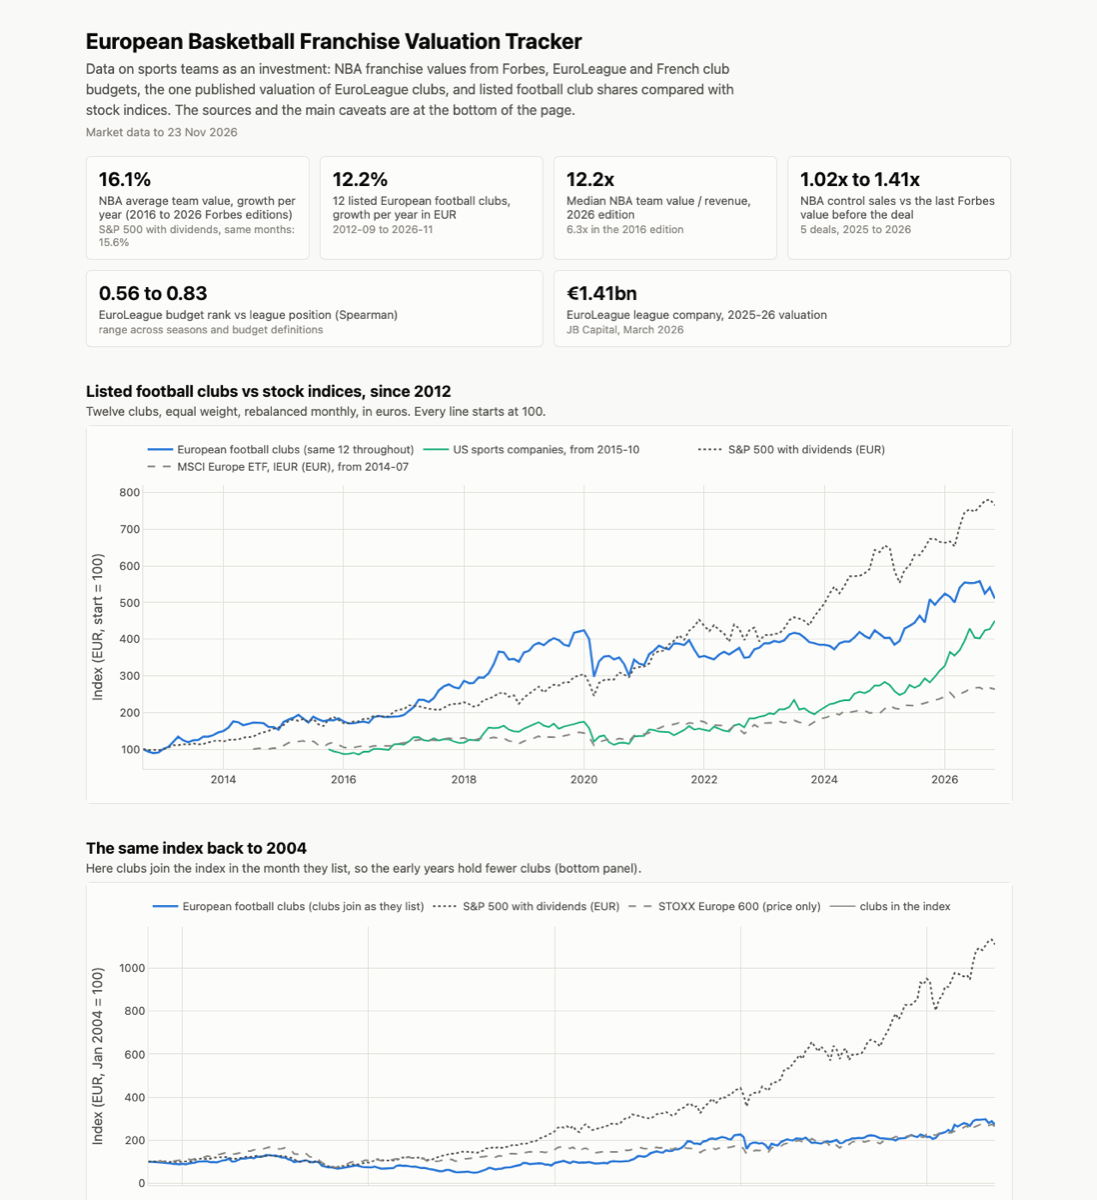 European Basketball Franchise Valuation Tracker
Data on sports teams as an investment: NBA franchise values from Forbes, EuroLeague and French club
budgets, the one published valuation of EuroLeague clubs, and listed football club shares compared with
stock indices. The sources and the main caveats are at the bottom of the page.
Market data to 23 Nov 2026
16.1%
NBA average team value, growth per
year (2016 to 2026 Forbes editions)
S&P 500 with dividends, same months:
15.6%
12.2%
12 listed European football clubs,
growth per year in EUR
2012-09 to 2026-11
12.2x
Median NBA team value / revenue,
2026 edition
6.3x in the 2016 edition
1.02x to 1.41x
NBA control sales vs the last Forbes
value before the deal
5 deals, 2025 to 2026
0.56 to 0.83
EuroLeague budget rank vs league position (Spearman)
range across seasons and budget definitions
€1.41bn
EuroLeague league company, 2025-26 valuation
JB Capital, March 2026
Listed football clubs vs stock indices, since 2012
Twelve clubs, equal weight, rebalanced monthly, in euros. Every line starts at 100.
European football clubs (same 12 throughout)
US sports companies, from 2015-10
S&P 500 with dividends (EUR)
MSCI Europe ETF, IEUR (EUR), from 2014-07
Index (EUR, start = 100)
800
700
600
500
400
300
200
100
2014
2016
2018
2020
2022
2024
2026
The same index back to 2004
Here clubs join the index in the month they list, so the early years hold fewer clubs (bottom panel).
European football clubs (clubs join as they list)
S&P 500 with dividends (EUR)
STOXX Europe 600 (price only)
clubs in the index
Index (EUR, Jan 2004 = 100)
1000
800
600
400
200
0